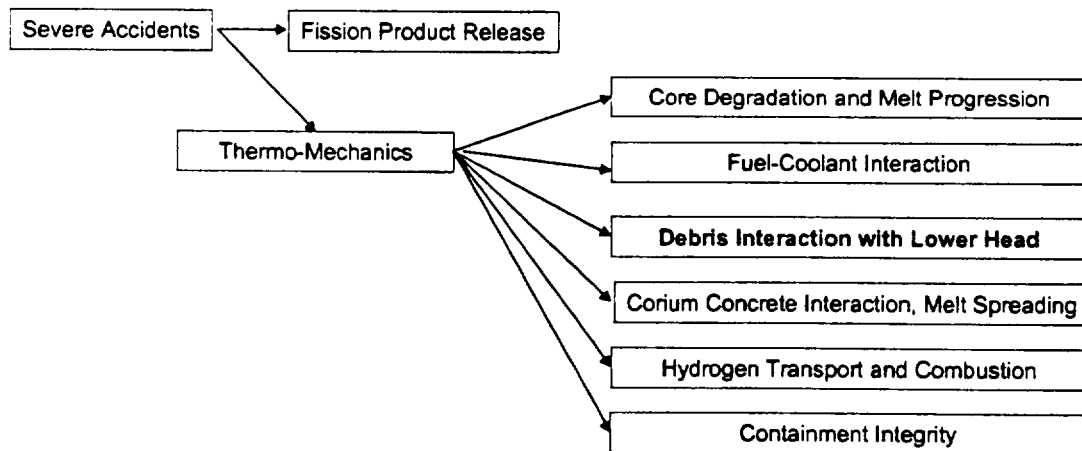 Severe Accidents
Fission Product Release
Thermo-Mechanics
Core Degradation and Melt Progression
Fuel-Coolant Interaction
Debris Interaction with Lower Head
Corium Concrete Interaction, Melt Spreading
Hydrogen Transport and Combustion
Containment Integrity